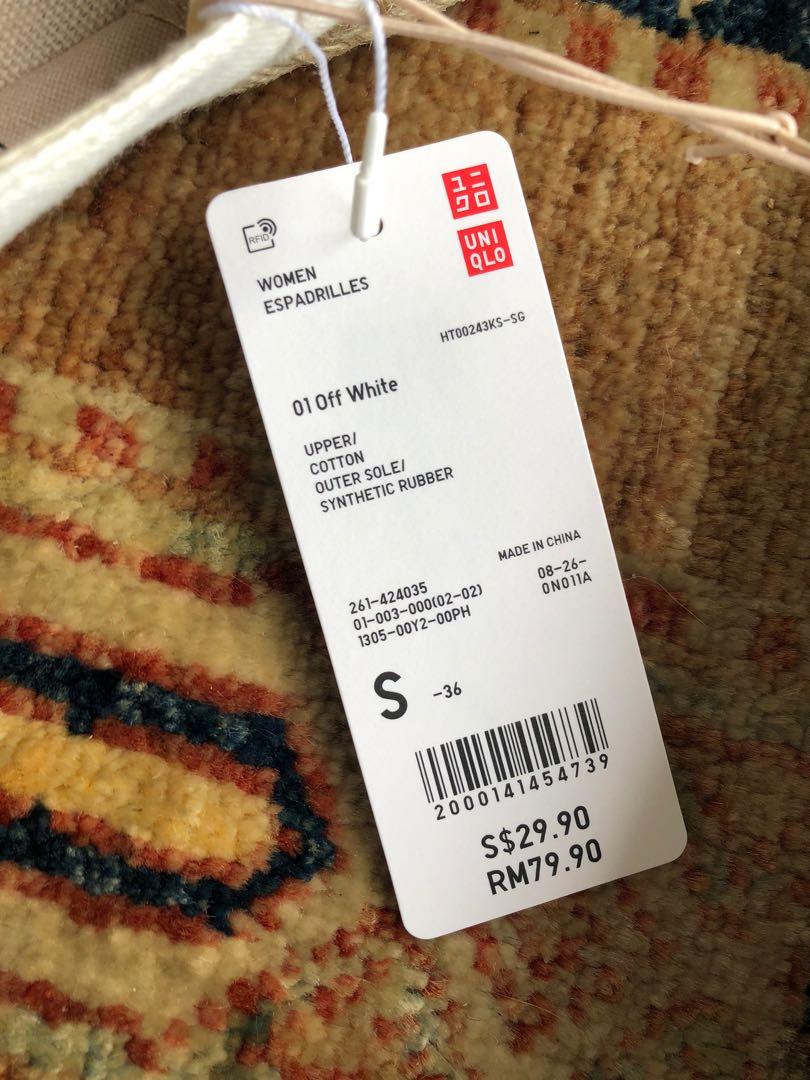 RFID
ユニ
クロ
UNI
QLO
WOMEN
ESPADRILLES
HT00243KS-SG
01 Off White
UPPER/
COTTON
OUTER SOLE/
SYNTHETIC RUBBER
MADE IN CHINA
261-424035
01-003-000(02-02)
1305-00Y2-00PH
08-26-
0N011A
S -36
2000141454739
S$29.90
RM79.90